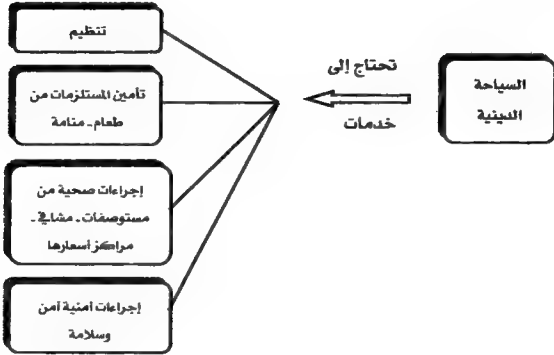 السياحة
الدينية
تحتاج إلى
خدمات
تنظيم
تأمين المستلزمات من
طعام - منامة
إجراءات صحية من
مستوصفات - مشافي -
مراكز أسعارها
إجراءات أمنية أمن
وسلامة